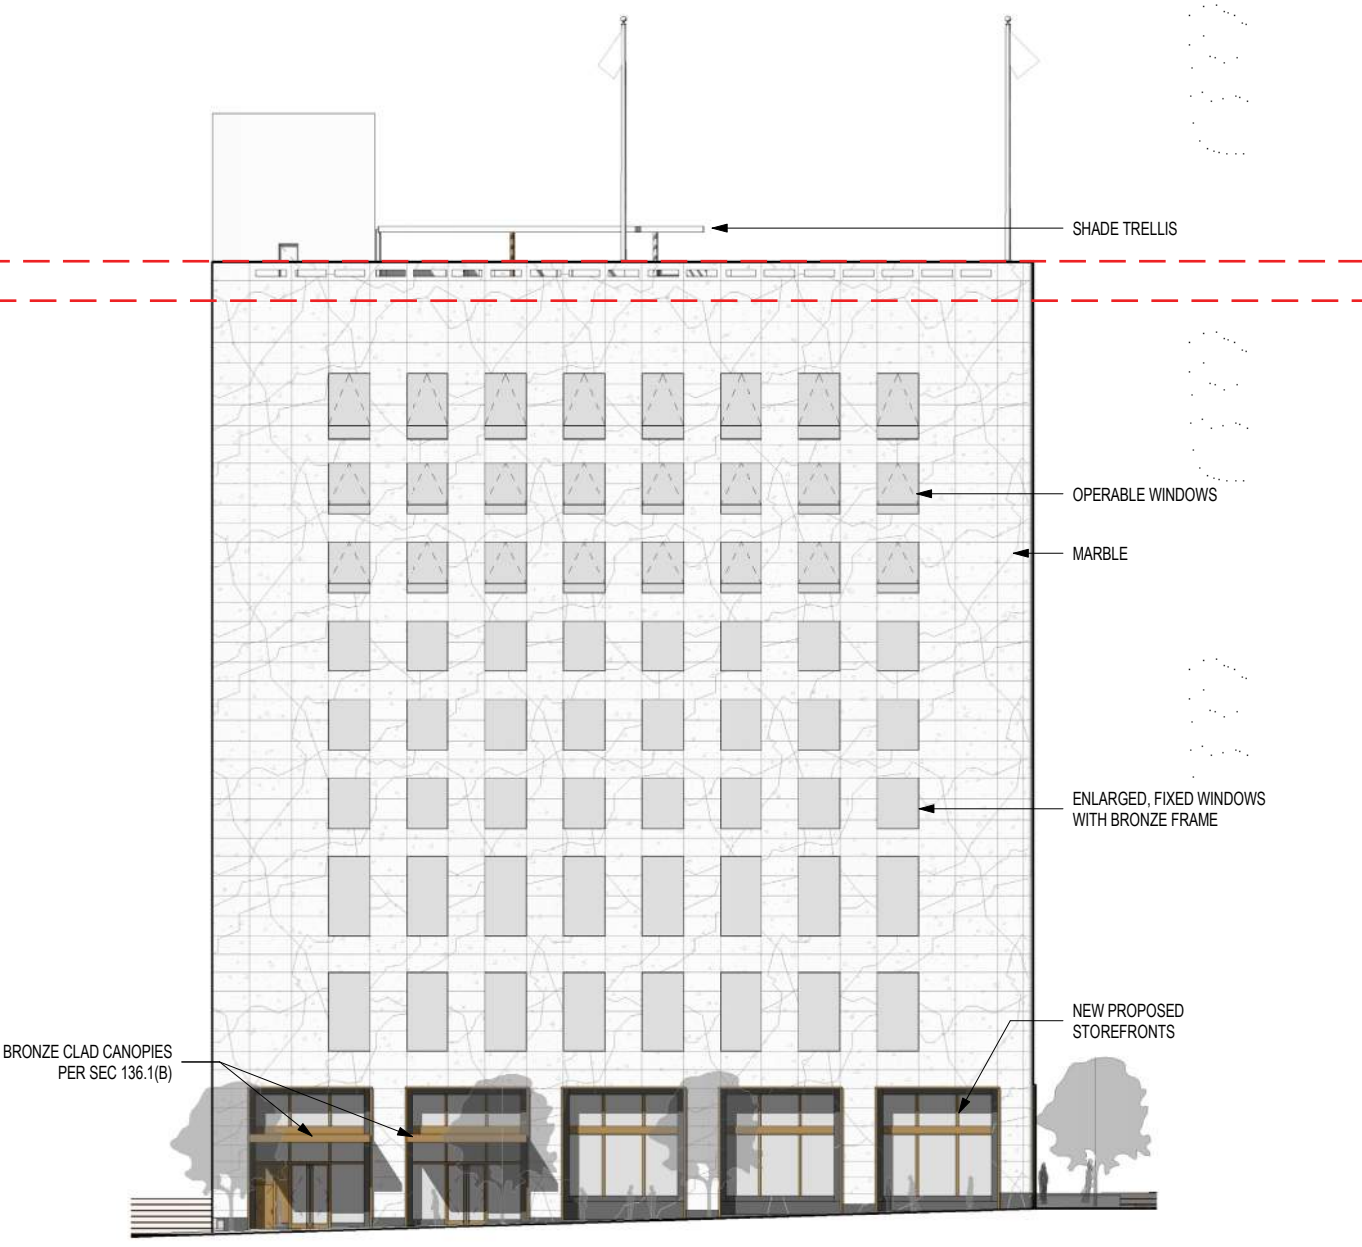 SHADE TRELLIS
OPERABLE WINDOWS
MARBLE
ENLARGED, FIXED WINDOWS
WITH BRONZE FRAME
NEW PROPOSED
STOREFRONTS
BRONZE CLAD CANOPIES
PER SEC 136.1(B)